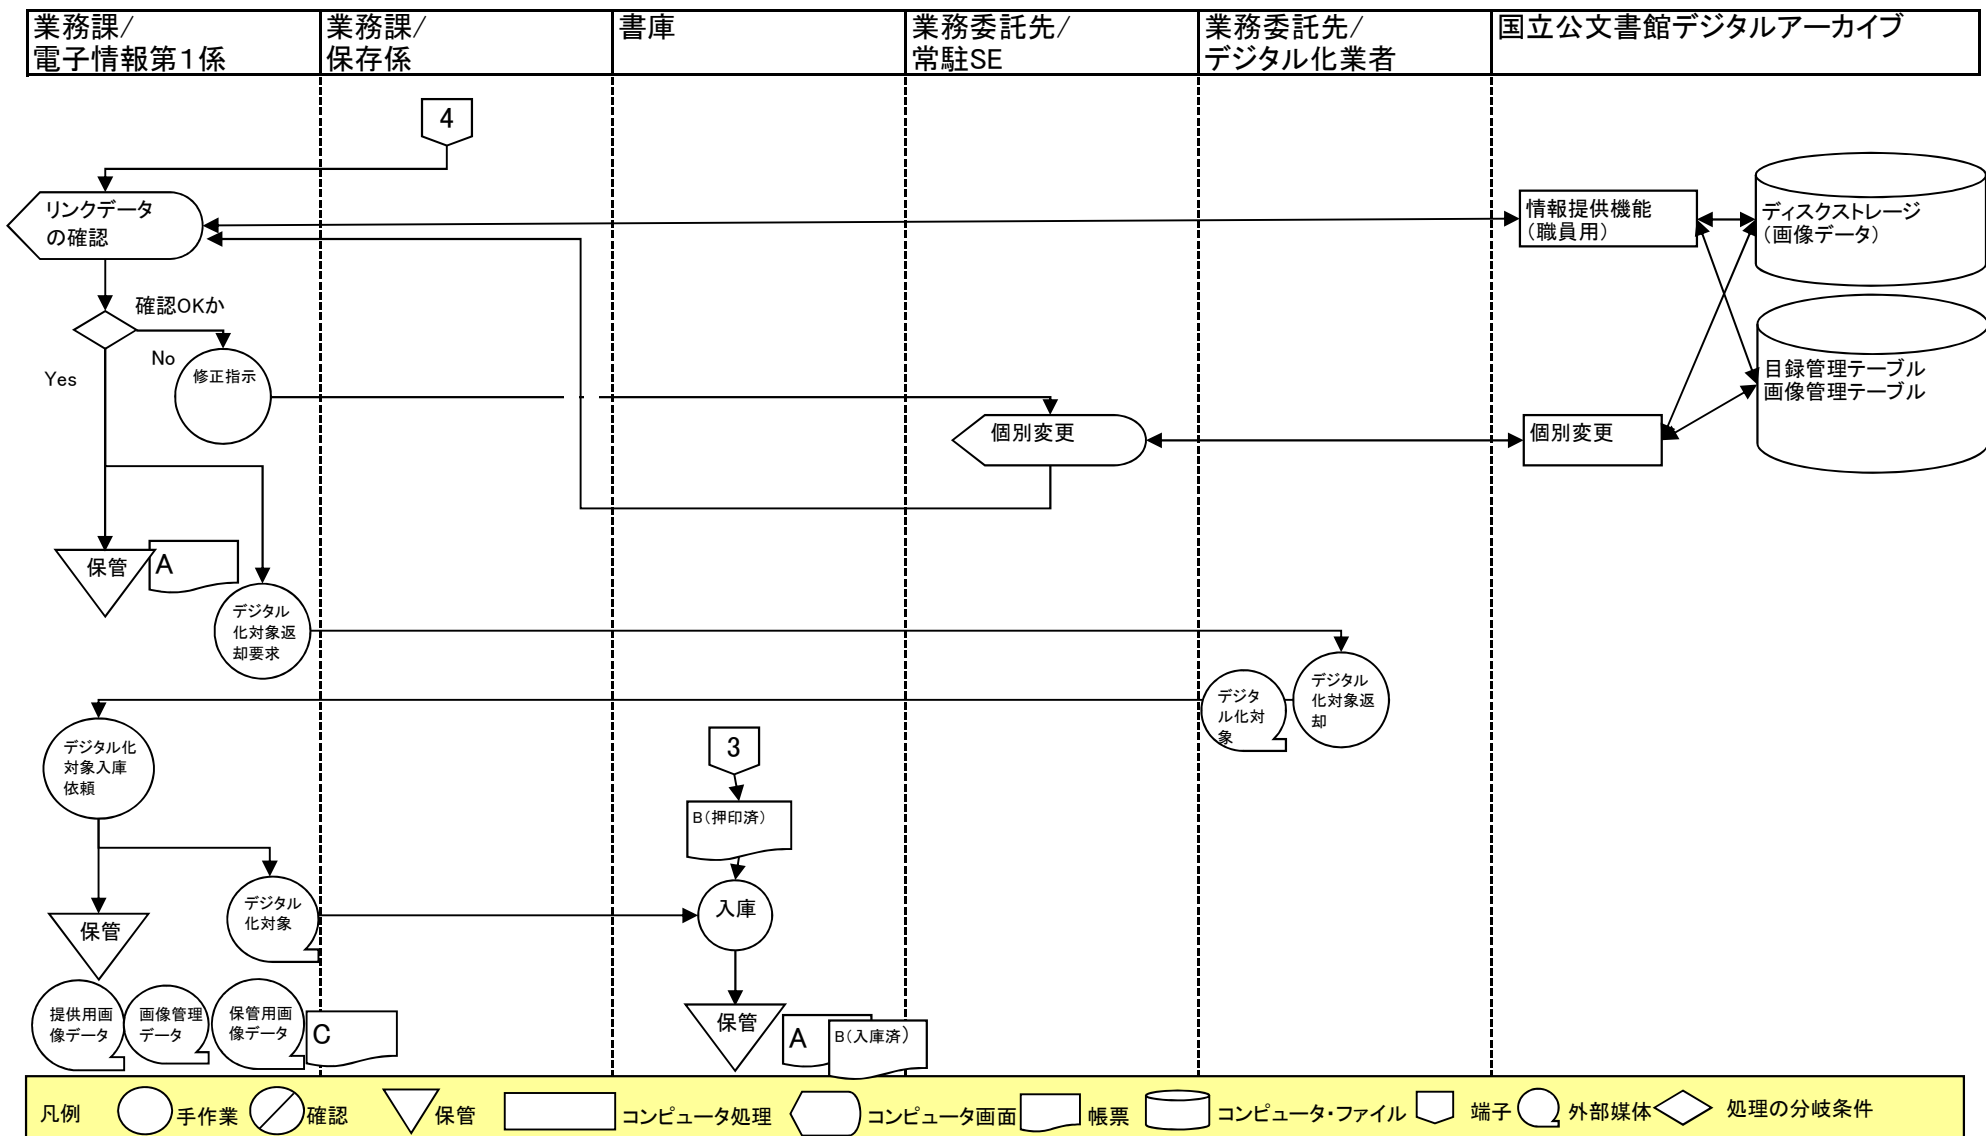 業務課/
電子情報第1係
業務課/
保存係
書庫
業務委託先/
常駐SE
業務委託先/
デジタル化業者
国立公文書館デジタルアーカイブ
4
リンクデータ
の確認
情報提供機能
(職員用)
ディスクストレージ
(画像データ)
確認OKか
No
Yes
修正指示
目録管理テーブル
画像管理テーブル
個別変更
個別変更
保管
A
デジタル
化対象返
却要求
デジタ
ル化対
象
デジタル
化対象返
却
デジタル化
対象入庫
依頼
3
B(押印済)
デジタル
化対象
入庫
保管
提供用画
像データ
画像管理
データ
保管用画
像データ
C
保管
A
B(入庫済)
凡例
手作業
確認
保管
コンピュータ処理
コンピュータ画面
帳票
コンピュータ・ファイル
端子
外部媒体
処理の分岐条件